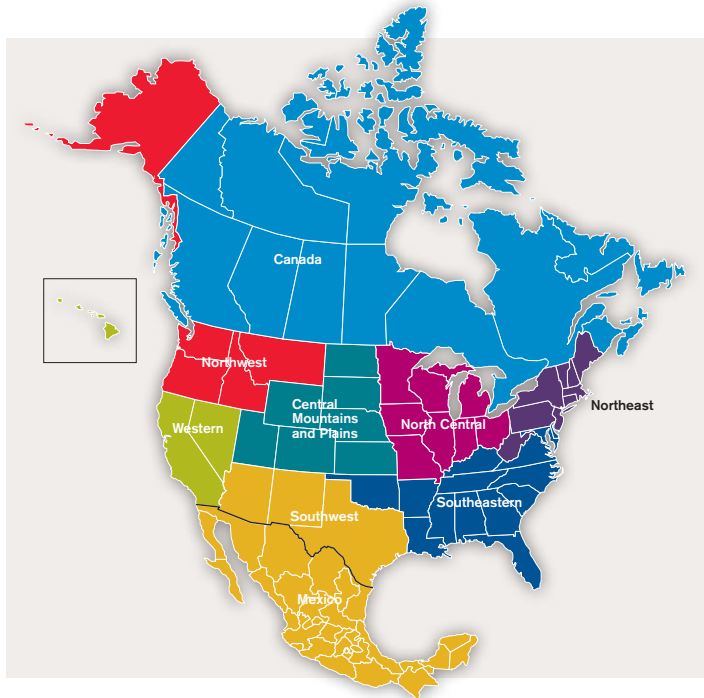 Canada
Northwest
Central
Mountains
and Plains
Northeast
Western
North Central
Southeastern
Southwest
Mexico